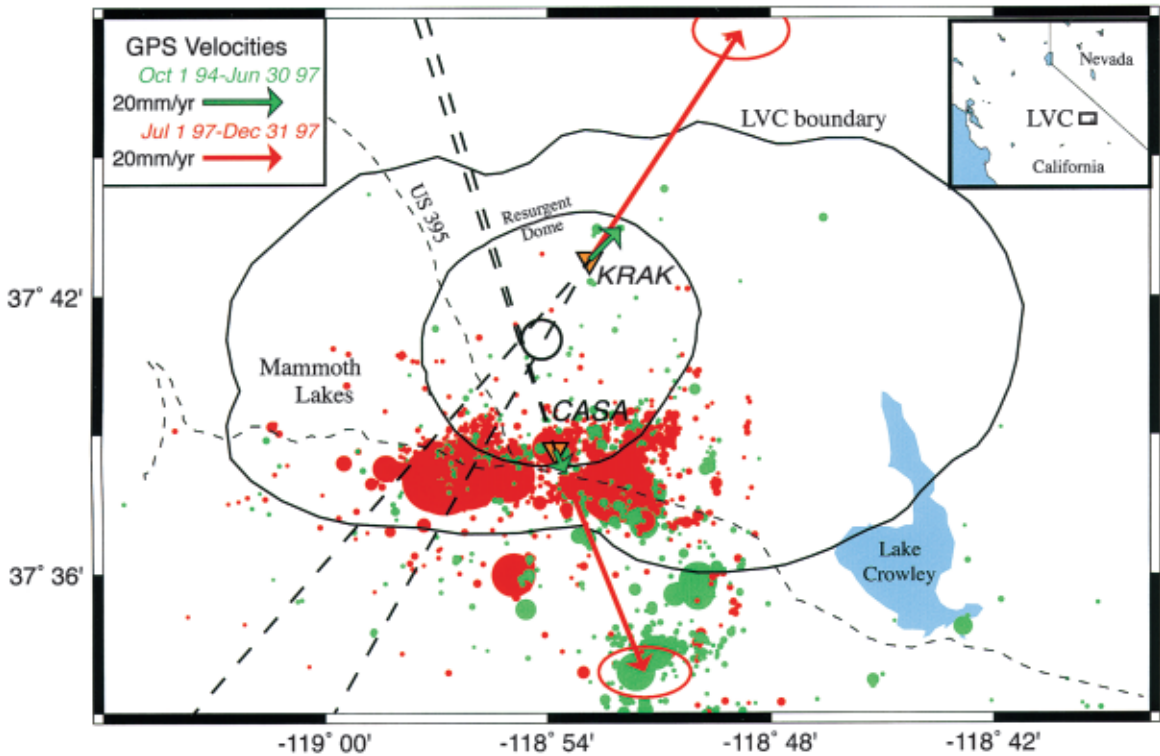 GPS Velocities
Oct 1 94-Jun 30 97
20mm/yr
Jul 1 97-Dec 31 97
20mm/yr
Nevada
LVC
California
LVC boundary
US 395
Resurgent
Dome
KRAK
37° 42'
Mammoth
Lakes
CASA
37° 36'
Lake
Crowley
-119° 00'
-118° 54'
-118° 48'
-118° 42'